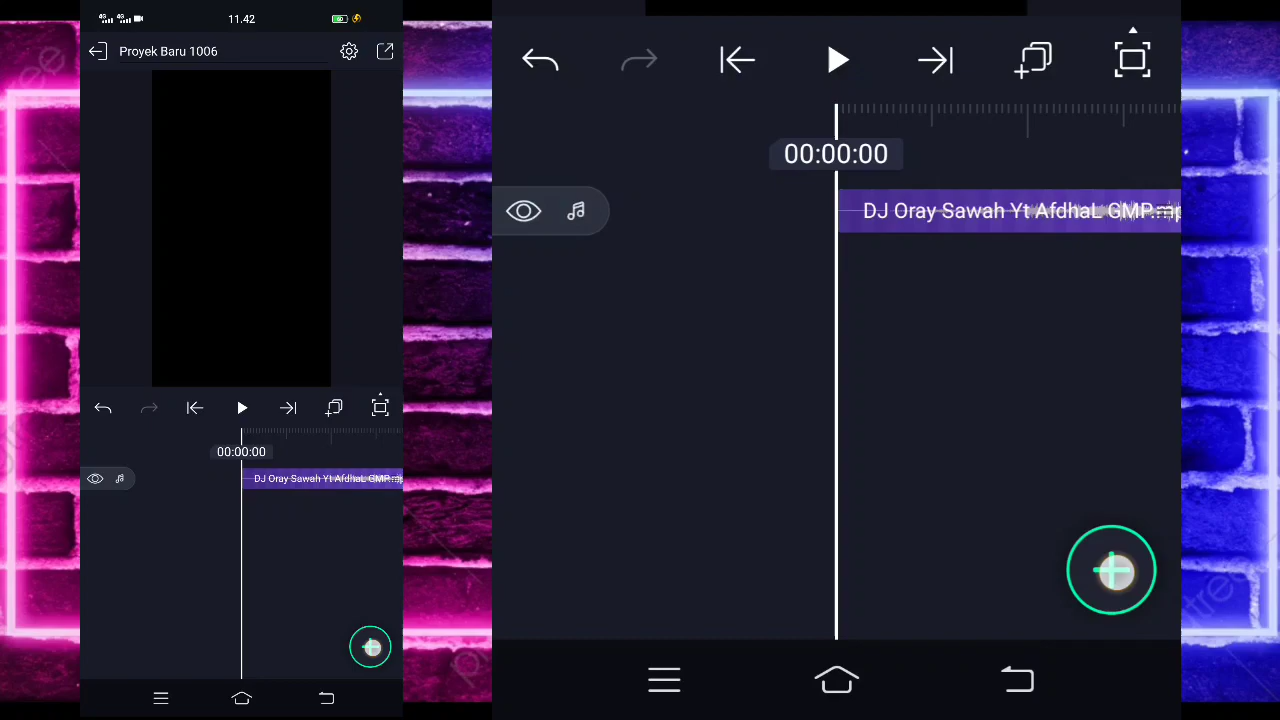 11.42
Proyek Baru 1006
00:00:00
DJ Oray Sawah Yt AfdhaL GMP
00:00:00
DJ Oray Sawah Yt AfdhaL GMP